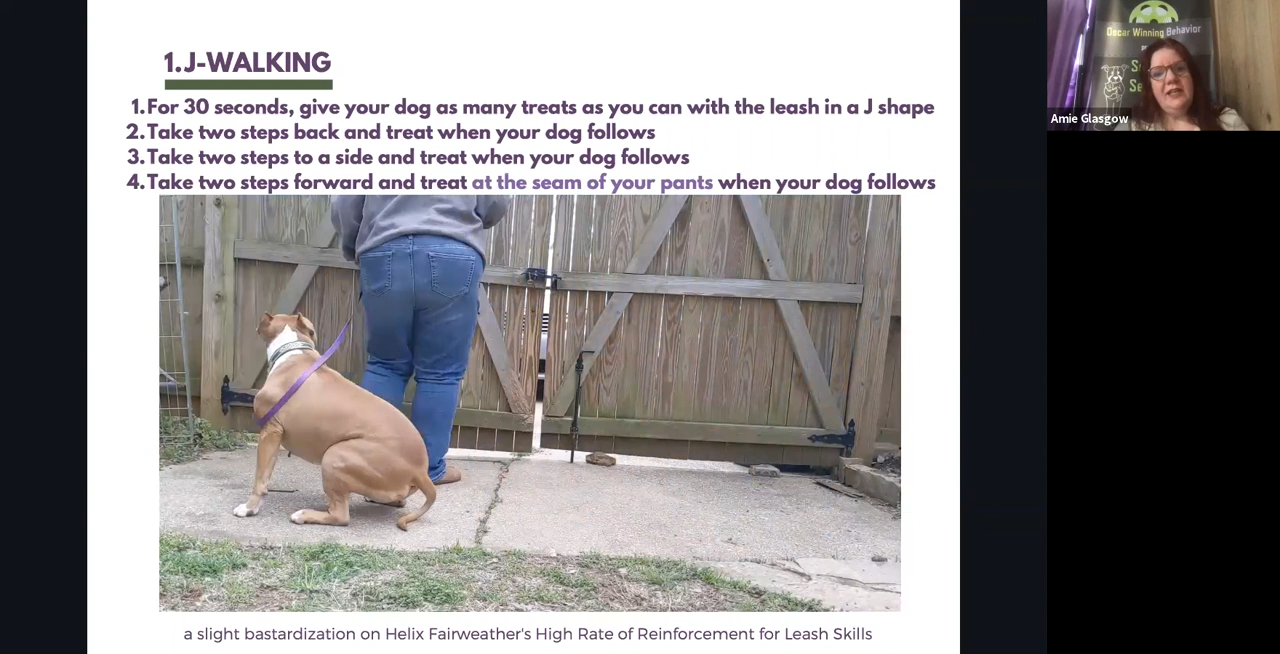 1.J-WALKING
1.For 30 seconds, give your dog as many treats as you can with the leash in a J shape
2.Take two steps back and treat when your dog follows
3.Take two steps to a side and treat when your dog follows
4.Take two steps forward and treat at the seam of your pants when your dog follows
a slight bastardization on Helix Fairweather's High Rate of Reinforcement for Leash Skills
Oscar Winning Behavior
Amie Glasgow